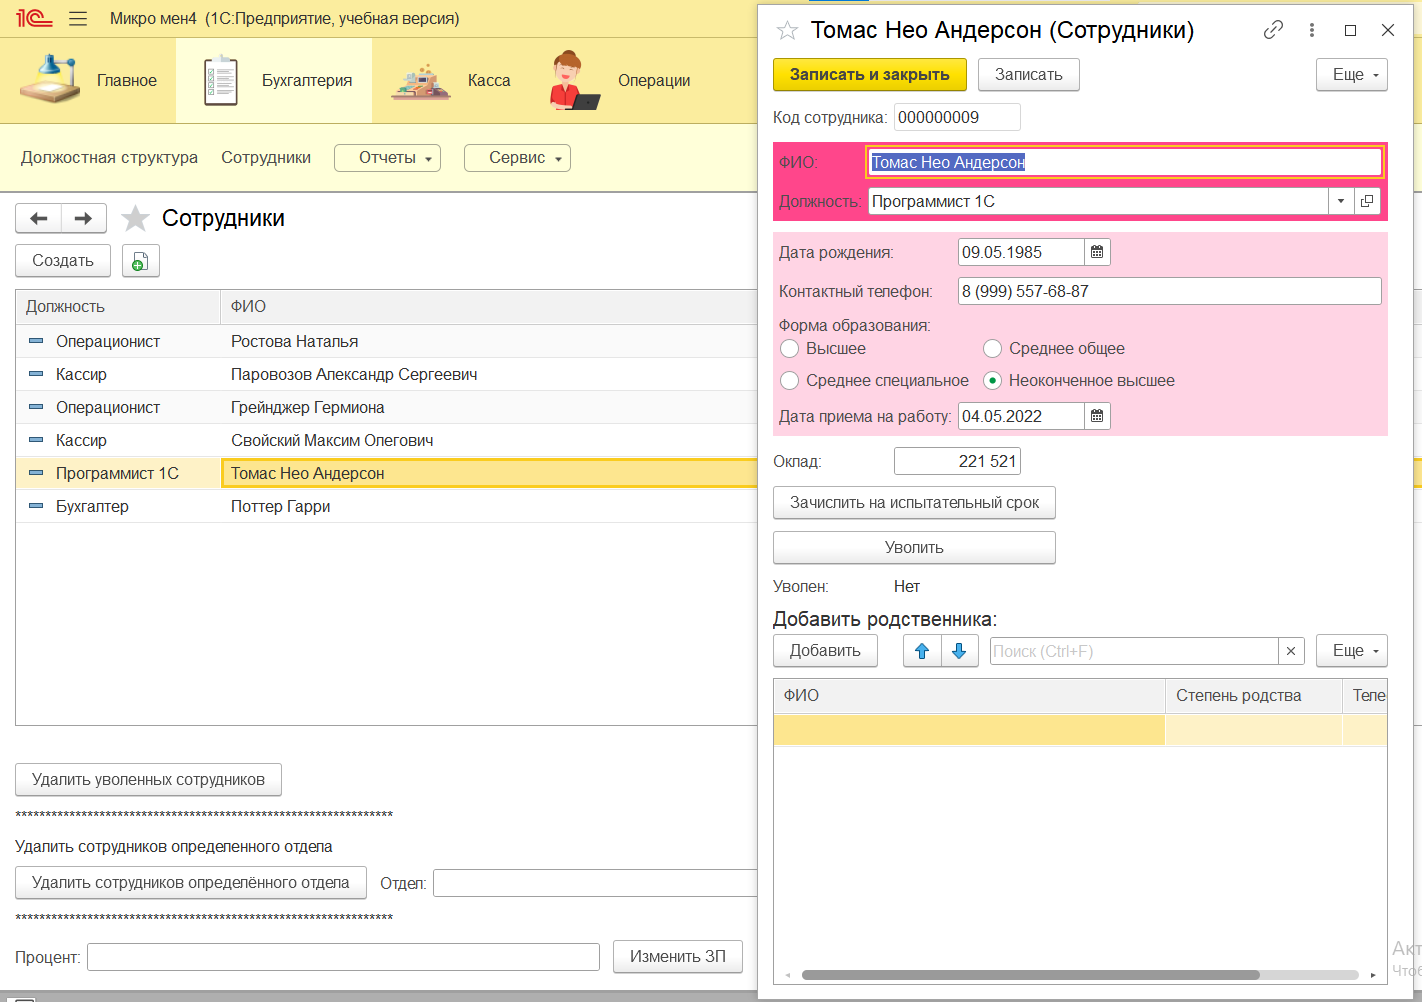 1С
Микро мен4 (1С:Предприятие, учебная версия)
Главное
Бухгалтерия
Касса
Операции
Должостная структура
Сотрудники
Отчеты
Сервис
Сотрудники
Создать
Должность ФИО
Операционист Ростова Наталья
Кассир Паровозов Александр Сергеевич
Операционист Грейнджер Гермиона
Кассир Свойский Максим Олегович
Программист 1С Томас Нео Андерсон
Бухгалтер Поттер Гарри
Удалить уволенных сотрудников
***************************************************************
Удалить сотрудников определенного отдела
Удалить сотрудников определённого отдела Отдел:
***************************************************************
Процент: Изменить ЗП
Томас Нео Андерсон (Сотрудники)
Записать и закрыть Записать Еще
Код сотрудника: 000000009
ФИО: Томас Нео Андерсон
Должность: Программист 1С
Дата рождения: 09.05.1985
Контактный телефон: 8 (999) 557-68-87
Форма образования:
Высшее Среднее общее
Среднее специальное Неоконченное высшее
Дата приема на работу: 04.05.2022
Оклад: 221 521
Зачислить на испытательный срок
Уволить
Уволен: Нет
Добавить родственника:
Добавить Поиск (Ctrl+F) × Еще
ФИО Степень родства Теле
Акт
Чтоб